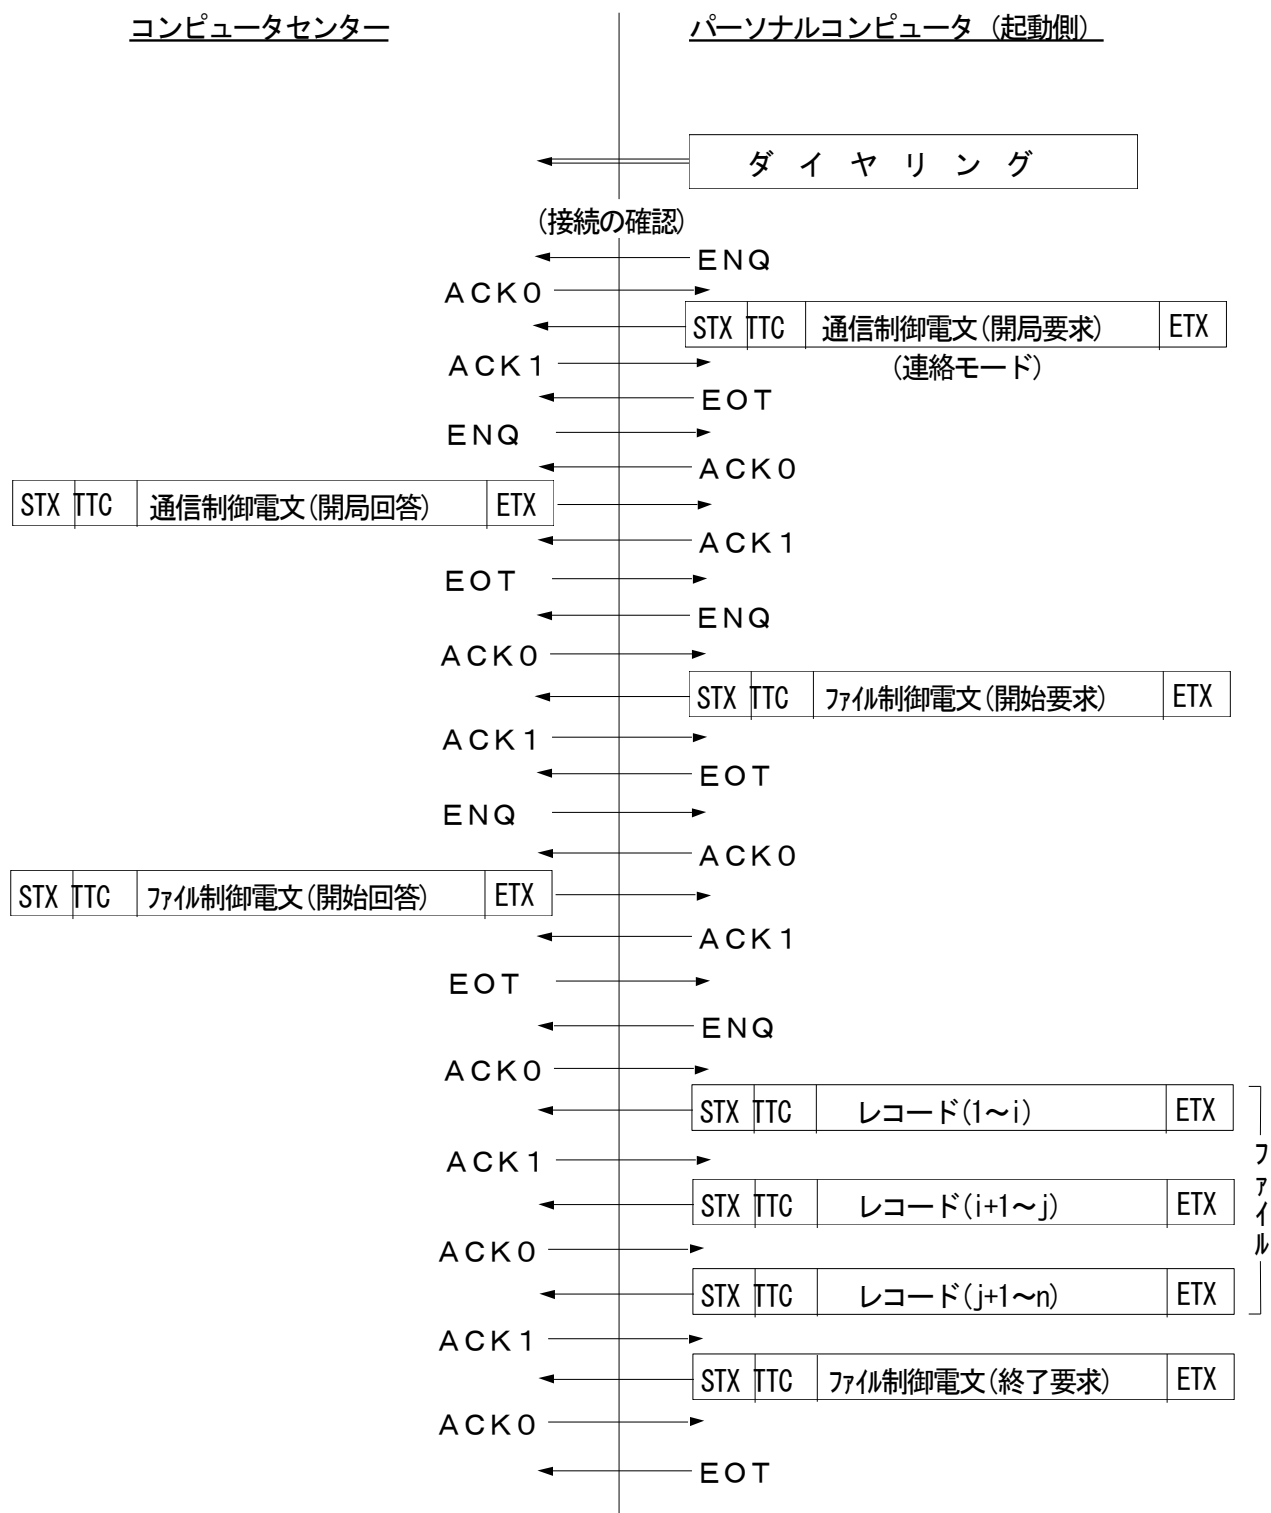 コンピュータセンター
パーソナルコンピュータ（起動側）
ダイヤリング
(接続の確認)
ＥＮＱ
ＡＣＫ０
STX TTC 通信制御電文(開局要求) ETX
(連絡モード)
ＡＣＫ１
ＥＯＴ
ＥＮＱ
ＡＣＫ０
STX TTC 通信制御電文(開局回答) ETX
ＡＣＫ１
ＥＯＴ
ＥＮＱ
ＡＣＫ０
STX TTC ﾌｧｲﾙ制御電文(開始要求) ETX
ＡＣＫ１
ＥＯＴ
ＥＮＱ
ＡＣＫ０
STX TTC ﾌｧｲﾙ制御電文(開始回答) ETX
ＡＣＫ１
ＥＯＴ
ＥＮＱ
ＡＣＫ０
STX TTC レコード(1～i) ETX
ＡＣＫ１
STX TTC レコード(i+1～j) ETX
ファイル
ＡＣＫ０
STX TTC レコード(j+1～n) ETX
ＡＣＫ１
STX TTC ﾌｧｲﾙ制御電文(終了要求) ETX
ＡＣＫ０
ＥＯＴ